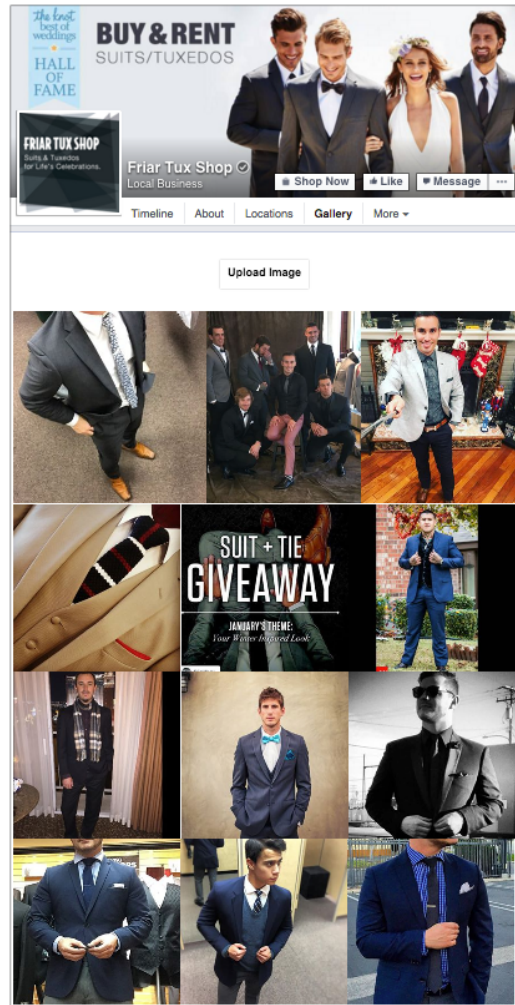 the knot
best of
weddings
HALL
OF
FAME
BUY & RENT
SUITS/TUXEDOS
FRIAR TUX SHOP
Suits & Tuxedos
for Life's Celebrations.
Friar Tux Shop
Local Business
Shop Now
Like
Message
Timeline
About
Locations
Gallery
More
Upload Image
SUIT + TIE
GIVEAWAY
JANUARY'S THEME:
Your Winter Inspired Look